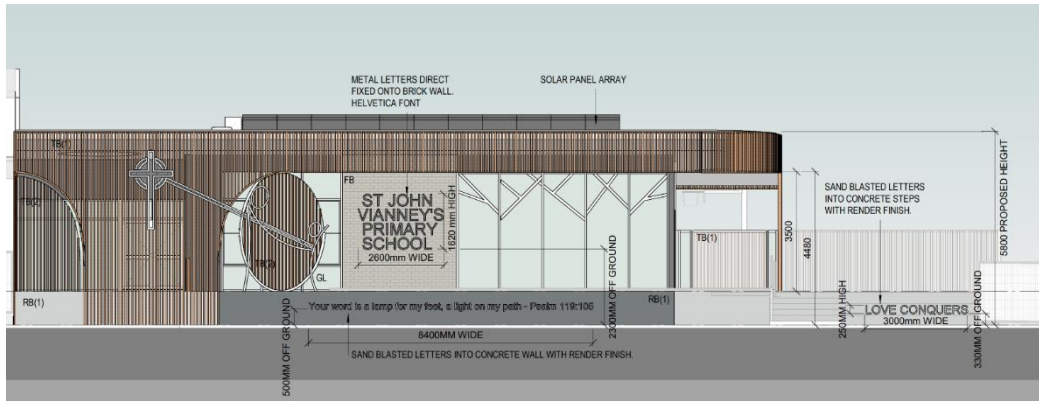 METAL LETTERS DIRECT
FIXED ONTO BRICK WALL.
HELVETICA FONT
SOLAR PANEL ARRAY
TB(1)
TB(2)
FB
ST JOHN
VIANNEY'S
PRIMARY
SCHOOL
1620 mm HIGH
2600mm WIDE
TB(2)
GL
TB(1)
SAND BLASTED LETTERS
INTO CONCRETE STEPS
WITH RENDER FINISH.
3500
4480
5800 PROPOSED HEIGHT
RB(1)
Your word is a lamp for my feet, a light on my path - Psalm 119:105
RB(1)
LOVE CONQUERS
3000mm WIDE
250MM HIGH
330MM OFF GROUND
8400MM WIDE
2300MM OFF GROUND
500MM OFF GROUND
SAND BLASTED LETTERS INTO CONCRETE WALL WITH RENDER FINISH.